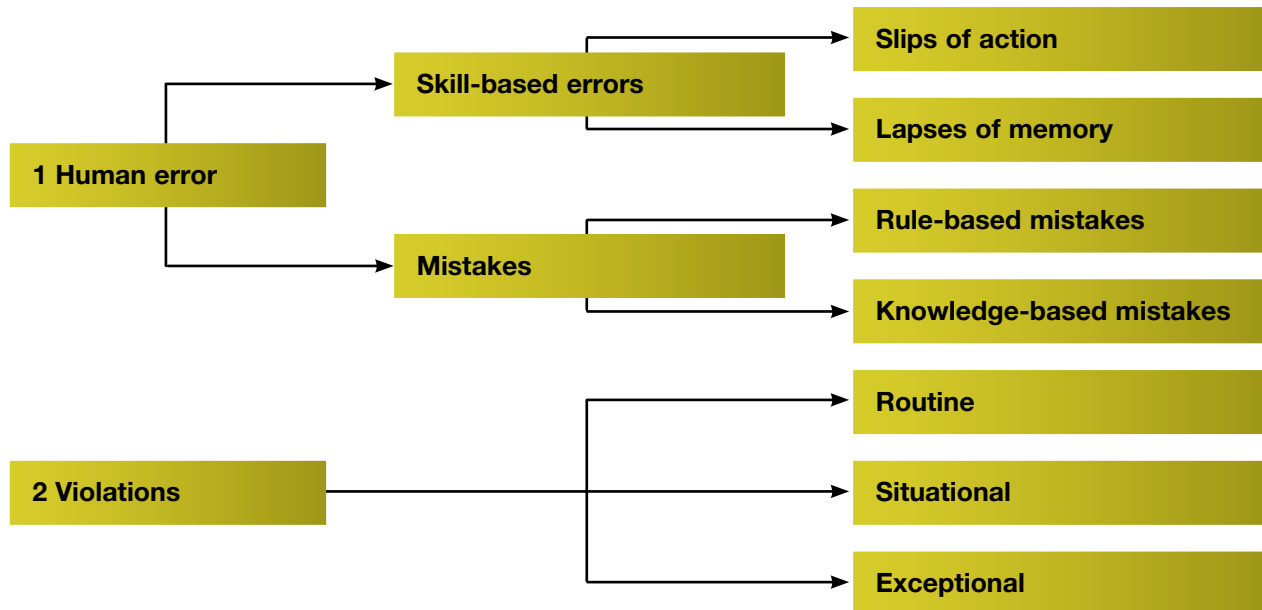 1 Human error
Skill-based errors
Slips of action
Lapses of memory
Mistakes
Rule-based mistakes
Knowledge-based mistakes
2 Violations
Routine
Situational
Exceptional